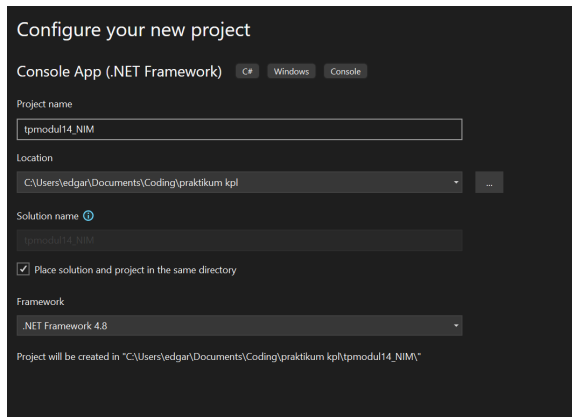 Configure your new project
Console App (.NET Framework) C# Windows Console
Project name
tpmodul14_NIM
Location
C:\Users\edgar\Documents\Coding\praktikum kpl
...
Solution name
tpmodul14_NIM
Place solution and project in the same directory
Framework
.NET Framework 4.8
Project will be created in "C:\Users\edgar\Documents\Coding\praktikum kpl\tpmodul14_NIM\"